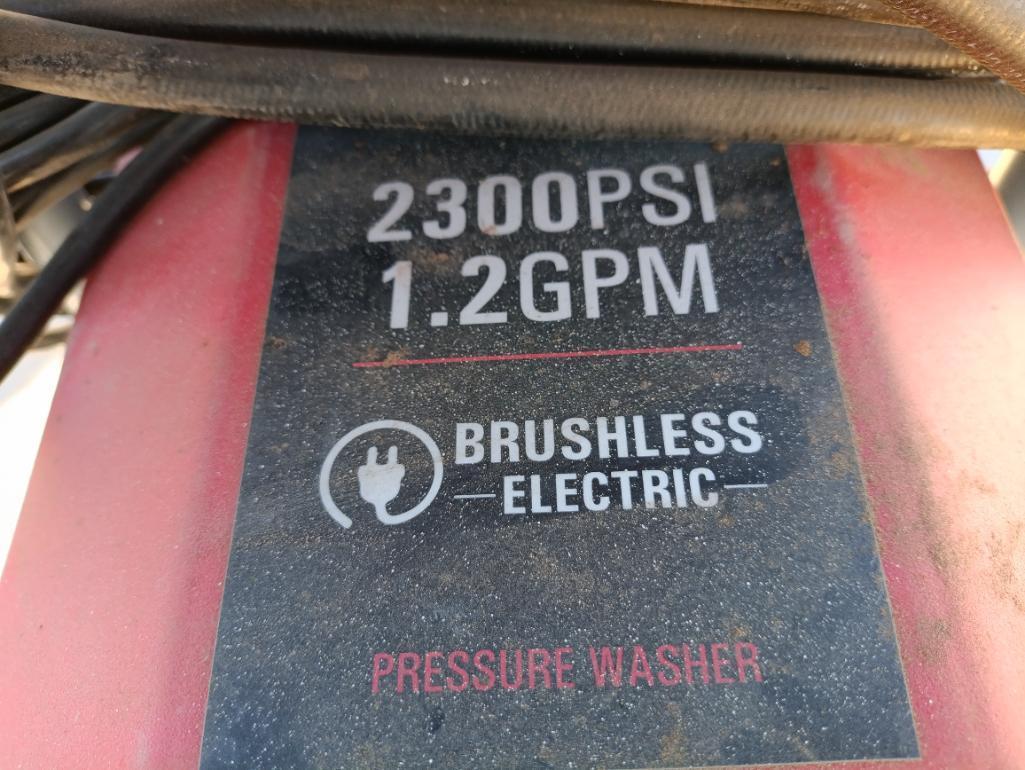 2300PSI
1.2GPM
BRUSHLESS
ELECTRIC
PRESSURE WASHER